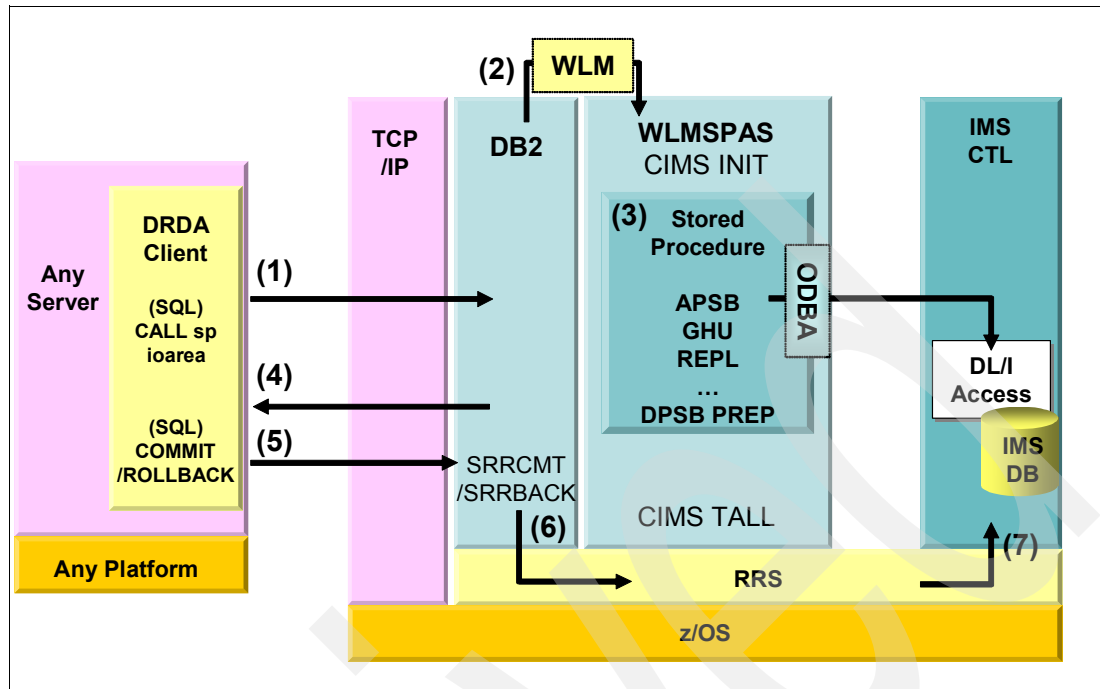 (2)
WLM
Any
Server
DRDA
Client
(SQL)
CALL sp
ioarea
(SQL)
COMMIT
/ROLLBACK
Any Platform
(1)
(4)
(5)
TCP
/IP
DB2
SRRCMT
/SRRBACK
(6)
WLMSPAS
CIMS INIT
(3)
Stored
Procedure
APSB
GHU
REPL
...
DPSB PREP
ODBA
CIMS TALL
IMS
CTL
DL/I
Access
IMS
DB
(7)
RRS
z/OS